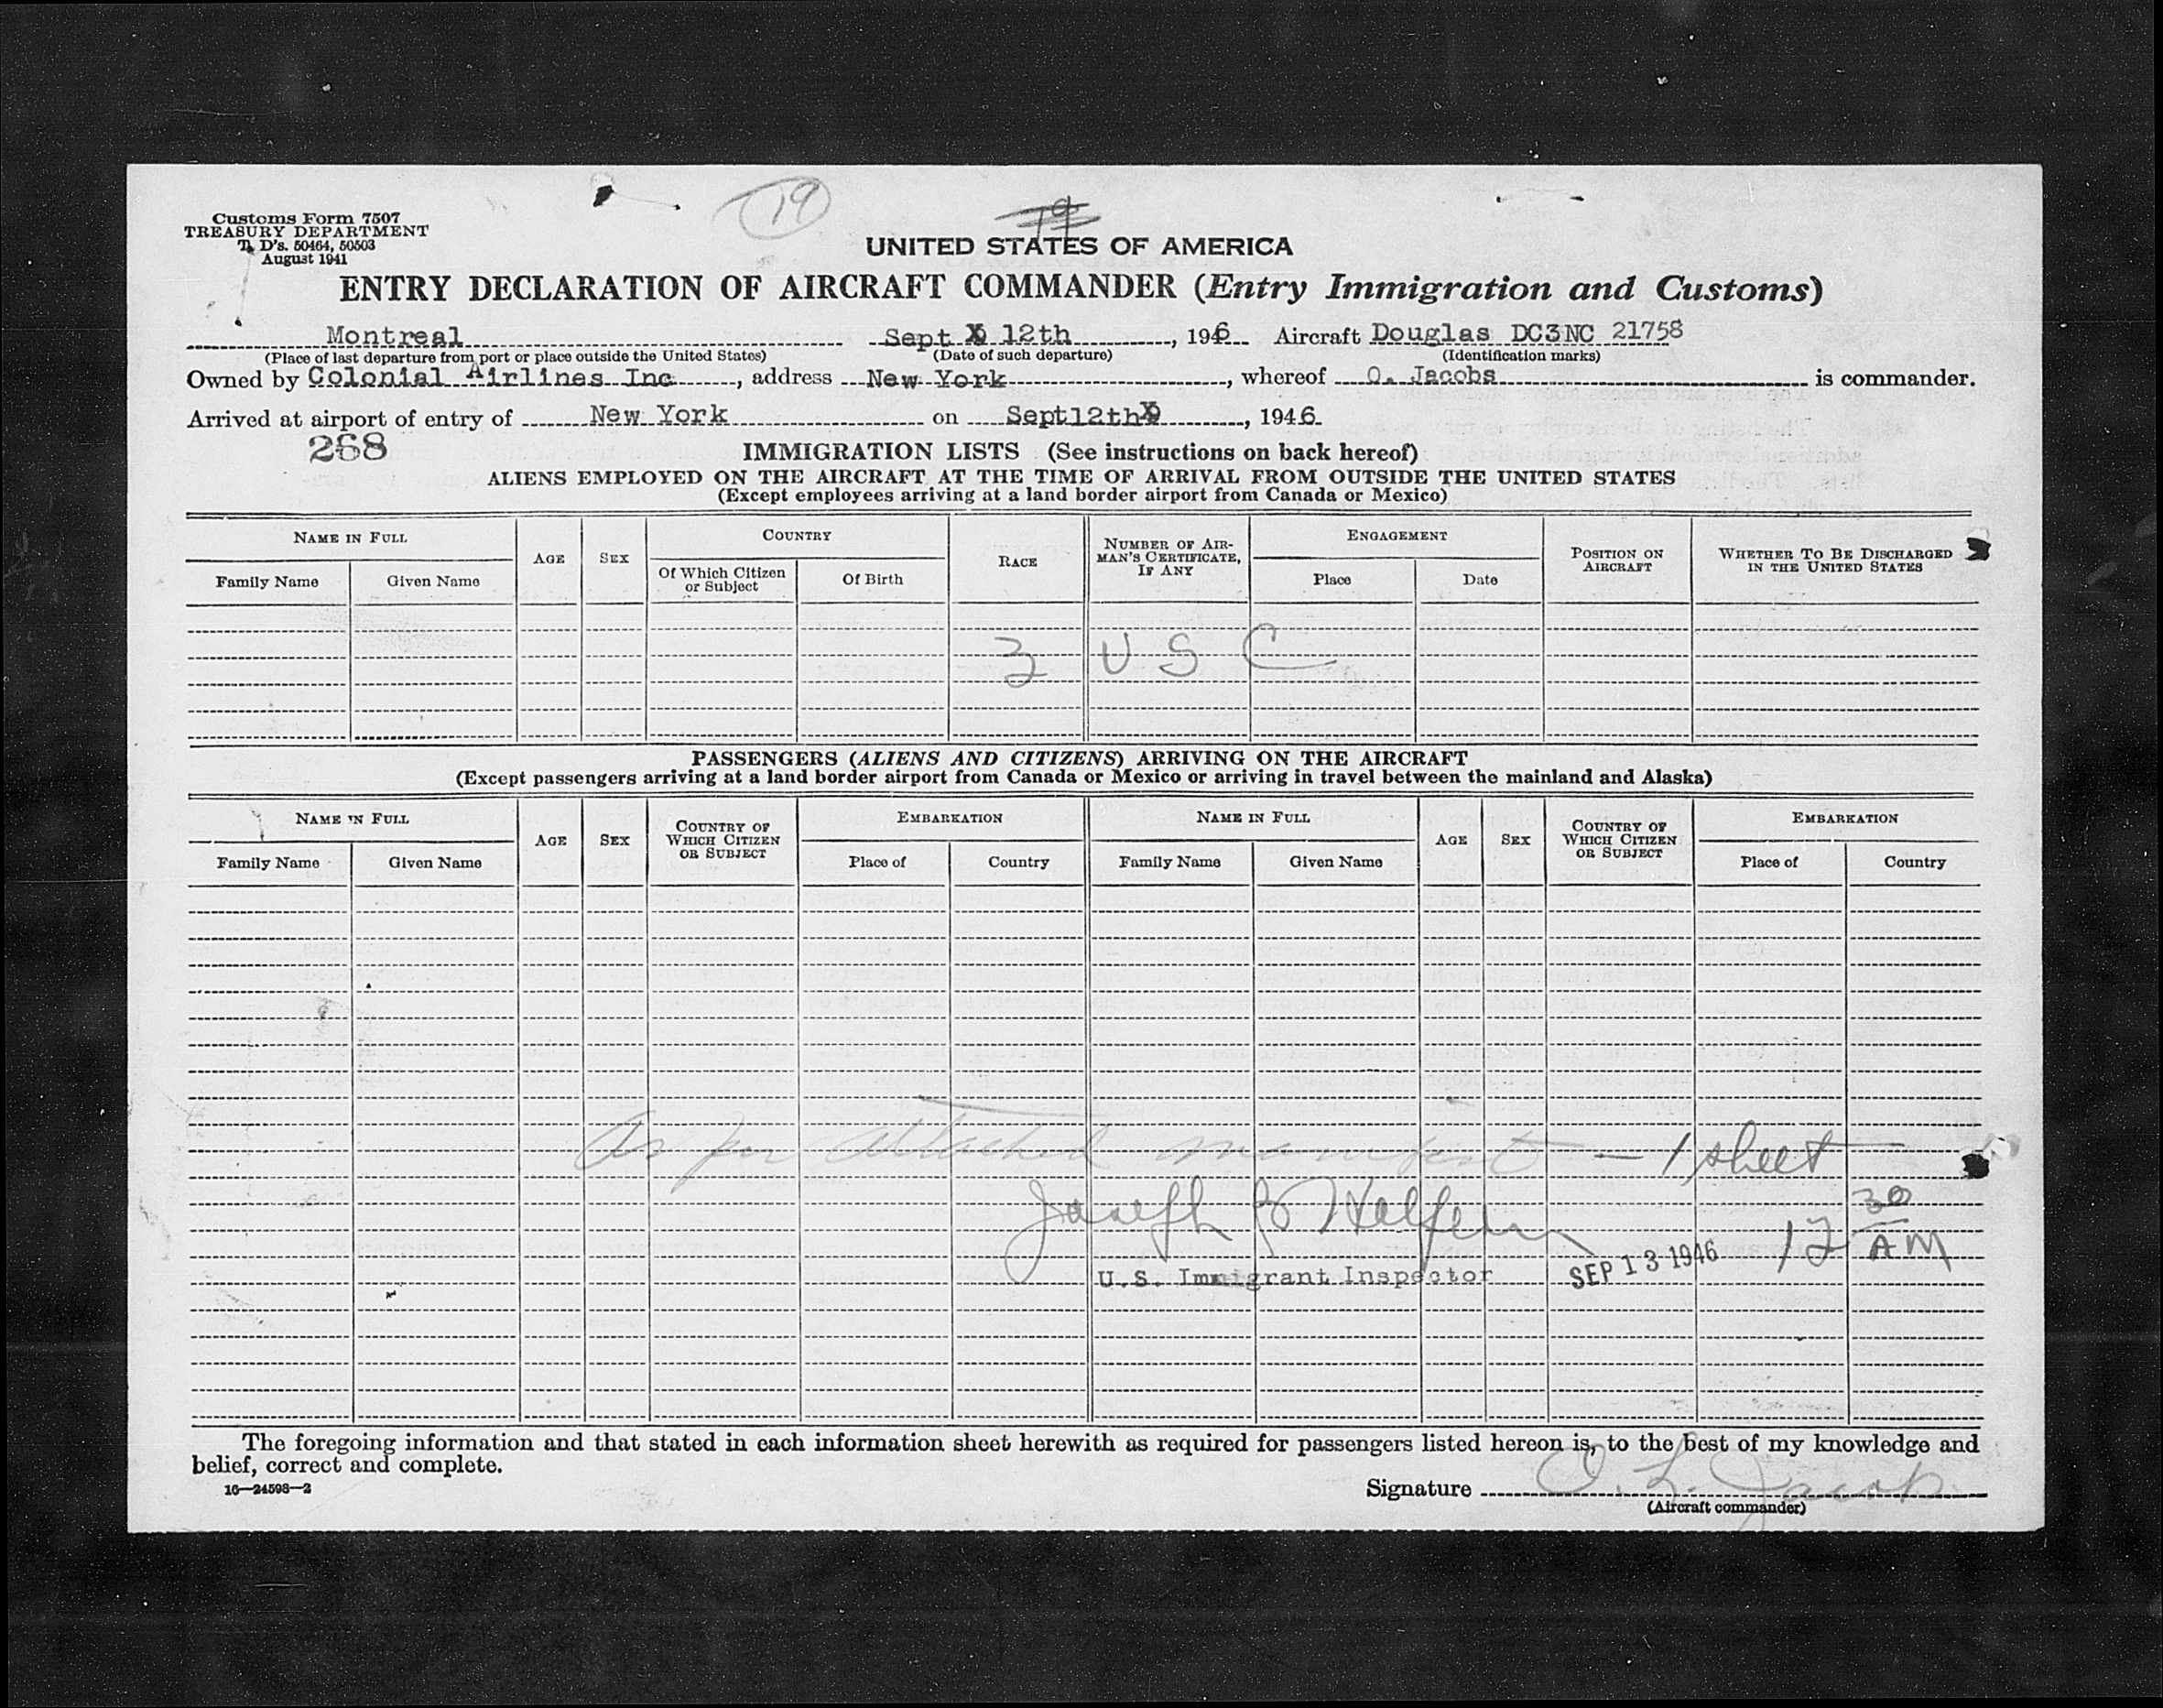 19
19
Customs Form 7507
TREASURY DEPARTMENT
T. D's. 50464, 50503
August 1941
UNITED STATES OF AMERICA
ENTRY DECLARATION OF AIRCRAFT COMMANDER (Entry Immigration and Customs)
Montreal Sept 12th, 1946 Aircraft Douglas DC3NC 21758
(Place of last departure from port or place outside the United States) (Date of such departure) (Identification marks)
Owned by Colonial Airlines Inc, address New York, whereof O. Jacobs is commander.
Arrived at airport of entry of New York on Sept12th, 1946
268
IMMIGRATION LISTS (See instructions on back hereof)
ALIENS EMPLOYED ON THE AIRCRAFT AT THE TIME OF ARRIVAL FROM OUTSIDE THE UNITED STATES
(Except employees arriving at a land border airport from Canada or Mexico)
NAME IN FULL AGE SEX COUNTRY RACE NUMBER OF AIRMAN'S CERTIFICATE, IF ANY ENGAGEMENT POSITION ON AIRCRAFT WHETHER TO BE DISCHARGED IN THE UNITED STATES
Family Name Given Name Of Which Citizen or Subject Of Birth Place Date
3 U S C
PASSENGERS (ALIENS AND CITIZENS) ARRIVING ON THE AIRCRAFT
(Except passengers arriving at a land border airport from Canada or Mexico or arriving in travel between the mainland and Alaska)
NAME IN FULL AGE SEX COUNTRY OF WHICH CITIZEN OR SUBJECT EMBARKATION NAME IN FULL AGE SEX COUNTRY OF WHICH CITIZEN OR SUBJECT EMBARKATION
Family Name Given Name Place of Country Family Name Given Name Place of Country
As per attached manifest — 1 sheet
Joseph B
U.S. Immigrant Inspector SEP 13 1946 12 30 AM
The foregoing information and that stated in each information sheet herewith as required for passengers listed hereon is, to the best of my knowledge and
belief, correct and complete.
16—24598—2
Signature O. L. Jacobs
(Aircraft commander)